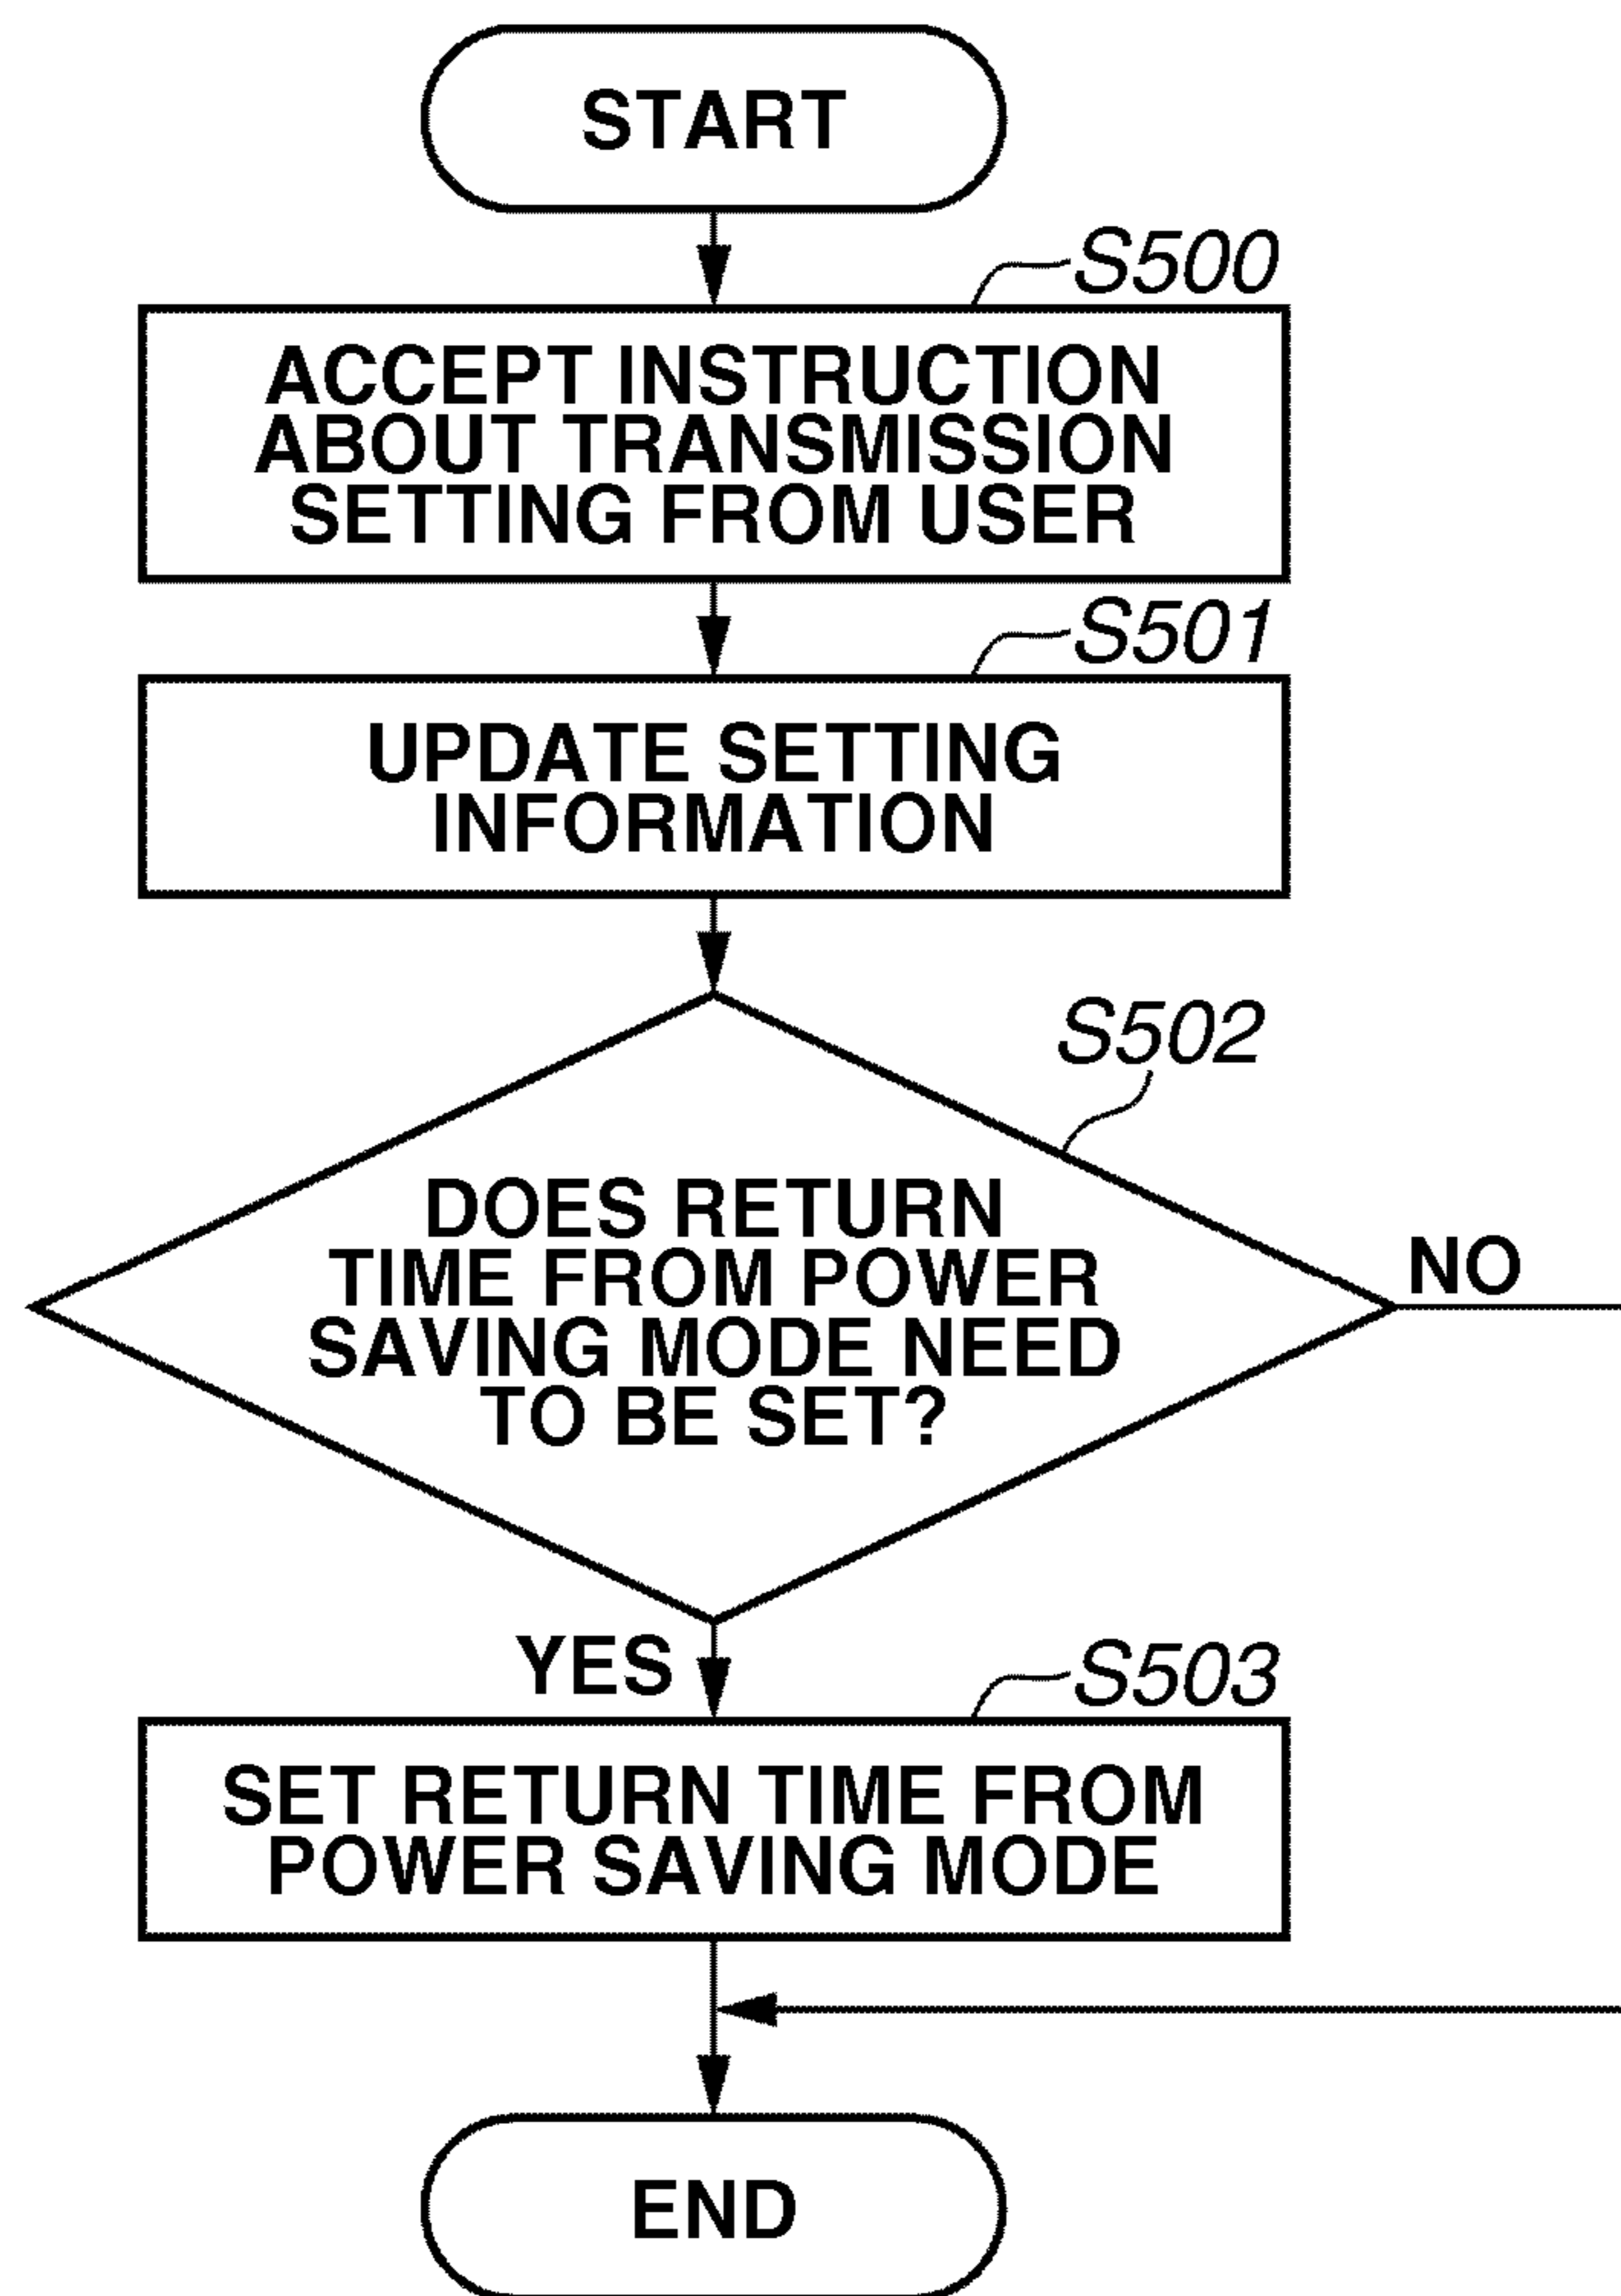 START
S500
ACCEPT INSTRUCTION
ABOUT TRANSMISSION
SETTING FROM USER
S501
UPDATE SETTING
INFORMATION
S502
DOES RETURN
TIME FROM POWER
SAVING MODE NEED
TO BE SET?
NO
YES
S503
SET RETURN TIME FROM
POWER SAVING MODE
END